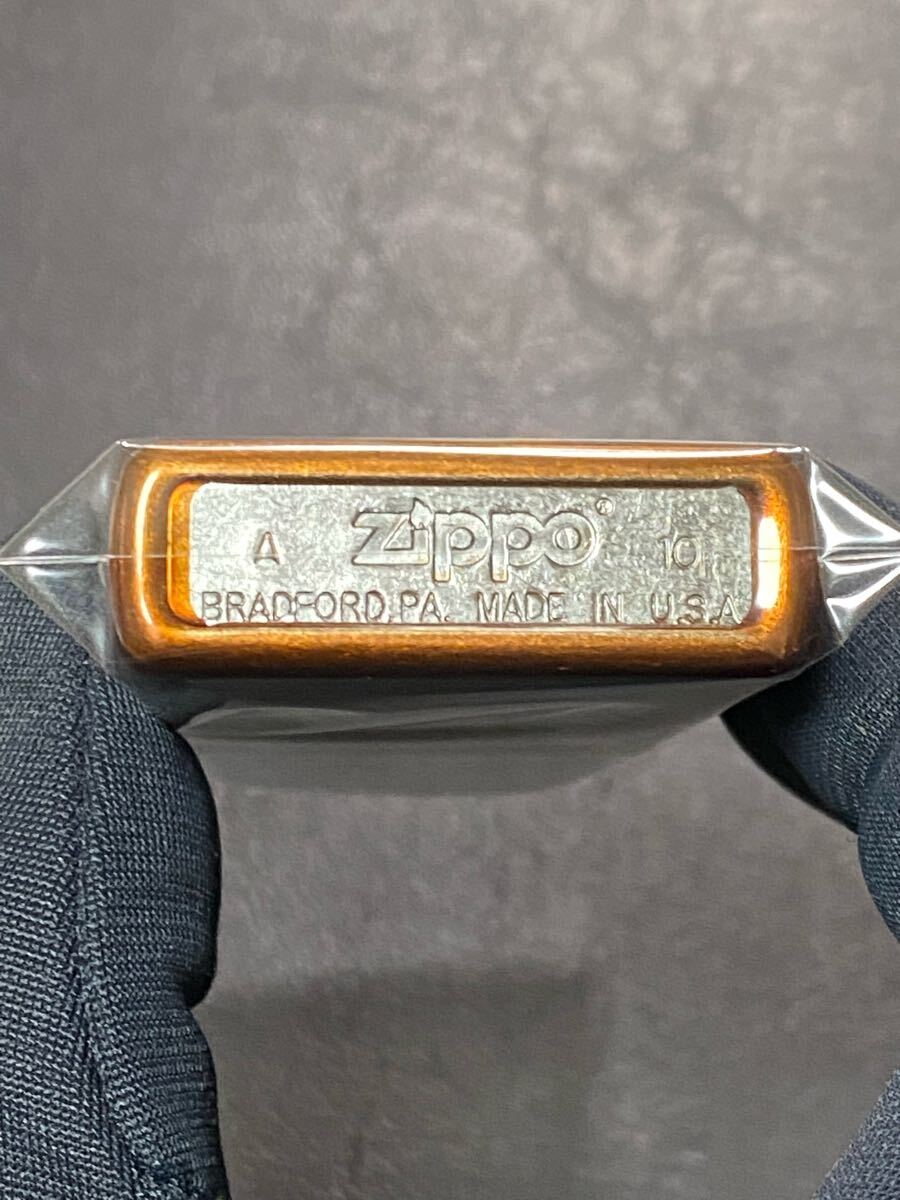 A Zippo® 10
BRADFORD, PA. MADE IN U.S.A